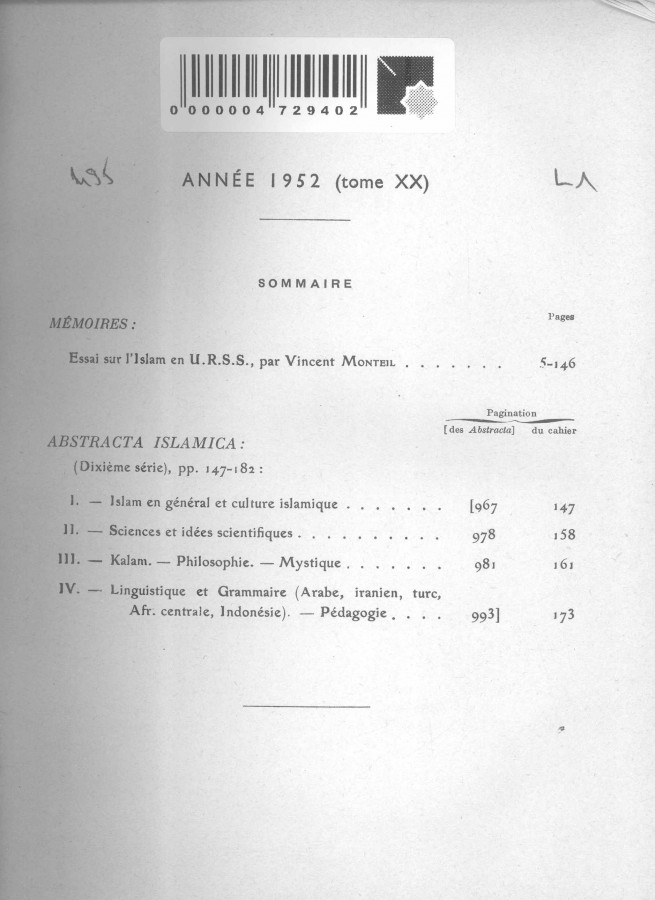 0 000004 729402
L1
ANNÉE 1952 (tome XX)
SOMMAIRE
Pages
MÉMOIRES :
Essai sur l'Islam en U.R.S.S., par Vincent MONTEIL . . . . . . . 5-146
Pagination
[des Abstracta] du cahier
ABSTRACTA ISLAMICA :
(Dixième série), pp. 147-182 :
I. — Islam en général et culture islamique . . . . . . . [967 147
II. — Sciences et idées scientifiques . . . . . . . . . . 978 158
III. — Kalam. — Philosophie. — Mystique . . . . . . . 981 161
IV. — Linguistique et Grammaire (Arabe, iranien, turc,
Afr. centrale, Indonésie). — Pédagogie . . . . 993] 173